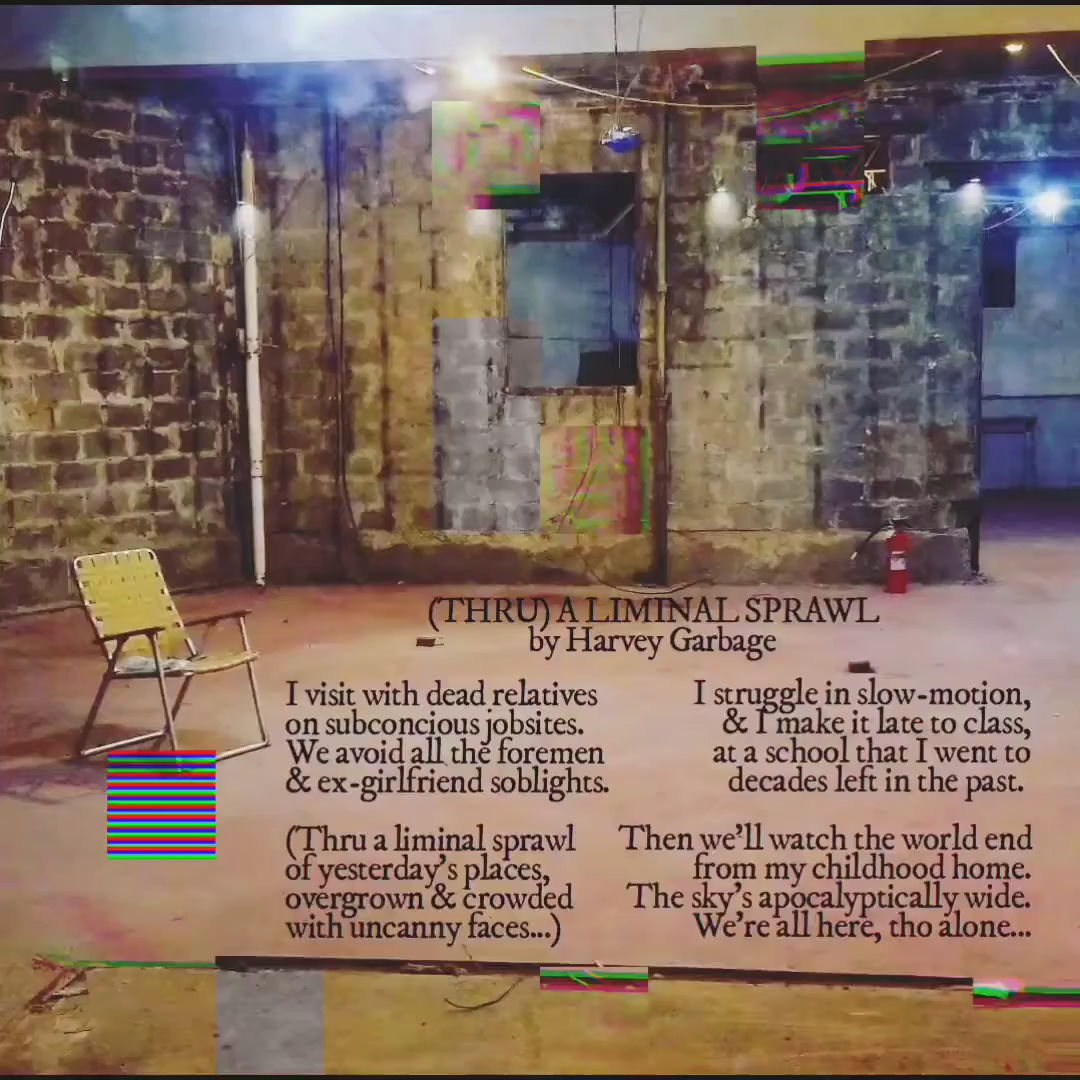 (THRU) A LIMINAL SPRAWL
by Harvey Garbage
I visit with dead relatives
on subconcious jobsites.
We avoid all the foremen
& ex-girlfriend soblights.
(Thru a liminal sprawl
of yesterday's places,
overgrown & crowded
with uncanny faces...)
I struggle in slow-motion,
& I make it late to class,
at a school that I went to
decades left in the past.
Then we'll watch the world end
from my childhood home.
The sky's apocalyptically wide.
We're all here, tho alone...